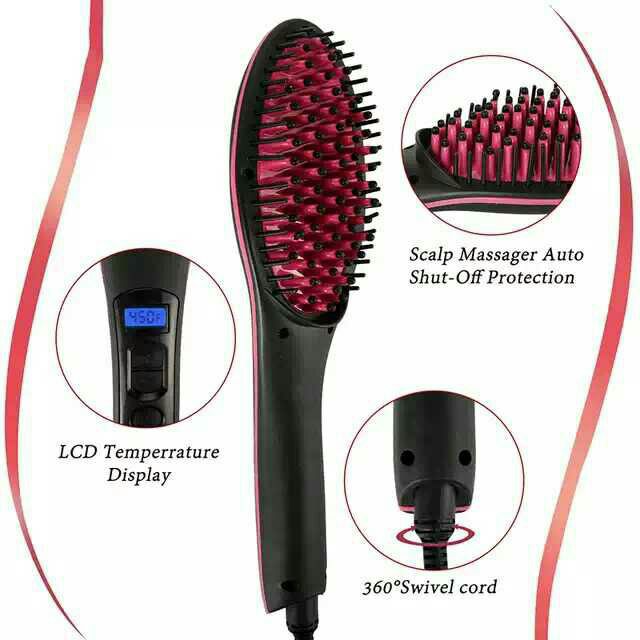 Scalp Massager Auto
Shut-Off Protection
450F
LCD Temperrature
Display
360°Swivel cord